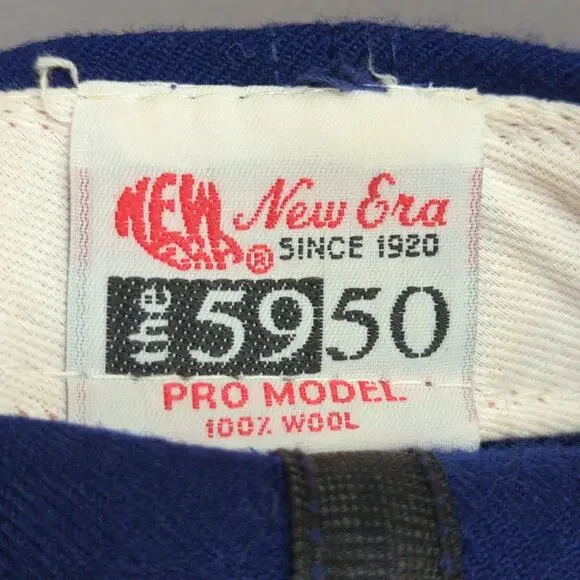 NEW ERA
New Era
® SINCE 1920
the 5950
PRO MODEL
100% WOOL